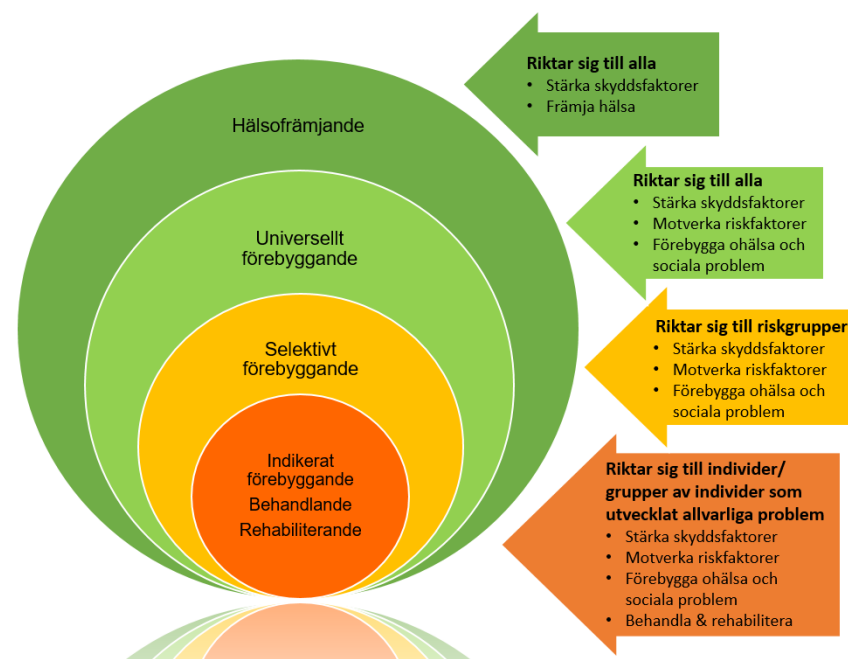 Hälsofrämjande
Universellt
förebyggande
Selektivt
förebyggande
Indikerat
förebyggande
Behandlande
Rehabiliterande
Riktar sig till alla
• Stärka skyddsfaktorer
• Främja hälsa
Riktar sig till alla
• Stärka skyddsfaktorer
• Motverka riskfaktorer
• Förebygga ohälsa och
sociala problem
Riktar sig till riskgrupper
• Stärka skyddsfaktorer
• Motverka riskfaktorer
• Förebygga ohälsa och
sociala problem
Riktar sig till individer/
grupper av individer som
utvecklat allvarliga problem
• Stärka skyddsfaktorer
• Motverka riskfaktorer
• Förebygga ohälsa och
sociala problem
• Behandla & rehabilitera